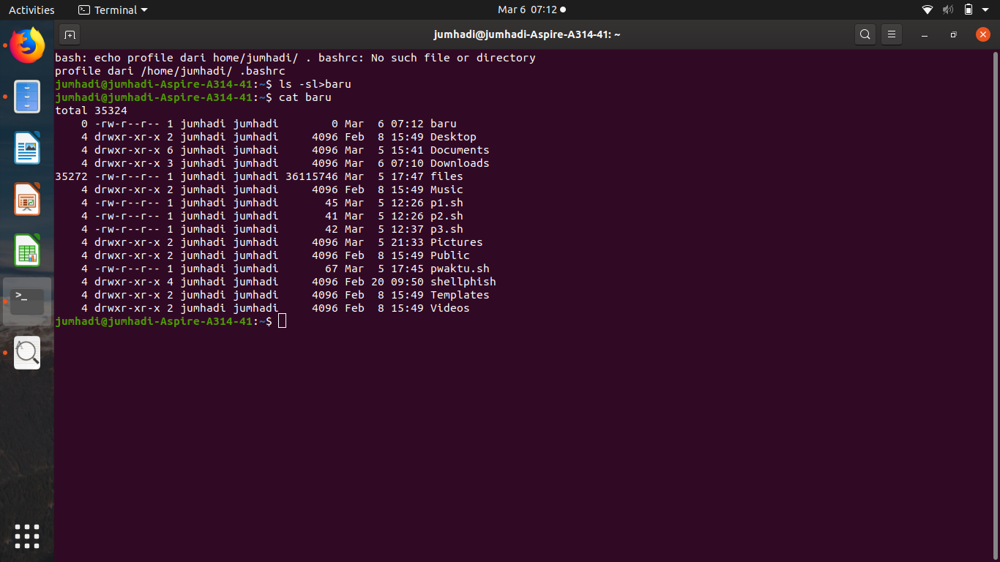 Activities Terminal Mar 6 07:12
jumhadi@jumhadi-Aspire-A314-41: ~
bash: echo profile dari home/jumhadi/ . bashrc: No such file or directory
profile dari /home/jumhadi/ .bashrc
jumhadi@jumhadi-Aspire-A314-41:~$ ls -sl>baru
jumhadi@jumhadi-Aspire-A314-41:~$ cat baru
total 35324
    0 -rw-r--r-- 1 jumhadi jumhadi        0 Mar  6 07:12 baru
    4 drwxr-xr-x 2 jumhadi jumhadi     4096 Feb  8 15:49 Desktop
    4 drwxr-xr-x 6 jumhadi jumhadi     4096 Mar  5 15:41 Documents
    4 drwxr-xr-x 3 jumhadi jumhadi     4096 Mar  6 07:10 Downloads
35272 -rw-r--r-- 1 jumhadi jumhadi 36115746 Mar  5 17:47 files
    4 drwxr-xr-x 2 jumhadi jumhadi     4096 Feb  8 15:49 Music
    4 -rw-r--r-- 1 jumhadi jumhadi       45 Mar  5 12:26 p1.sh
    4 -rw-r--r-- 1 jumhadi jumhadi       41 Mar  5 12:26 p2.sh
    4 -rw-r--r-- 1 jumhadi jumhadi       42 Mar  5 12:37 p3.sh
    4 drwxr-xr-x 2 jumhadi jumhadi     4096 Mar  5 21:33 Pictures
    4 drwxr-xr-x 2 jumhadi jumhadi     4096 Feb  8 15:49 Public
    4 -rw-r--r-- 1 jumhadi jumhadi       67 Mar  5 17:45 pwaktu.sh
    4 drwxr-xr-x 4 jumhadi jumhadi     4096 Feb 20 09:50 shellphish
    4 drwxr-xr-x 2 jumhadi jumhadi     4096 Feb  8 15:49 Templates
    4 drwxr-xr-x 2 jumhadi jumhadi     4096 Feb  8 15:49 Videos
jumhadi@jumhadi-Aspire-A314-41:~$